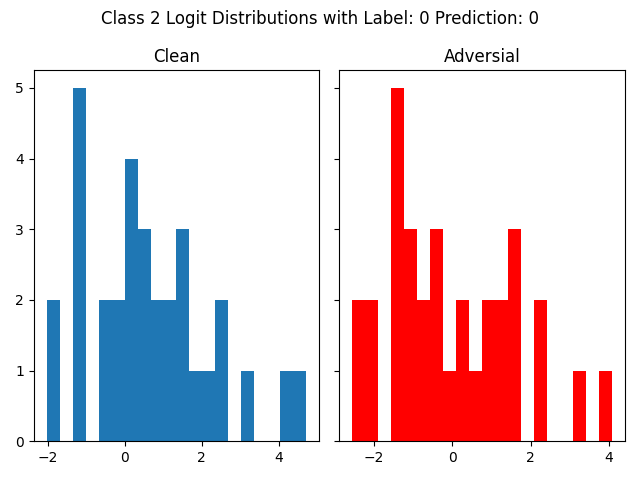 Class 2 Logit Distributions with Label: 0 Prediction: 0
Clean
Adversial
5
4
3
2
1
0
−2 0 2 4
−2 0 2 4